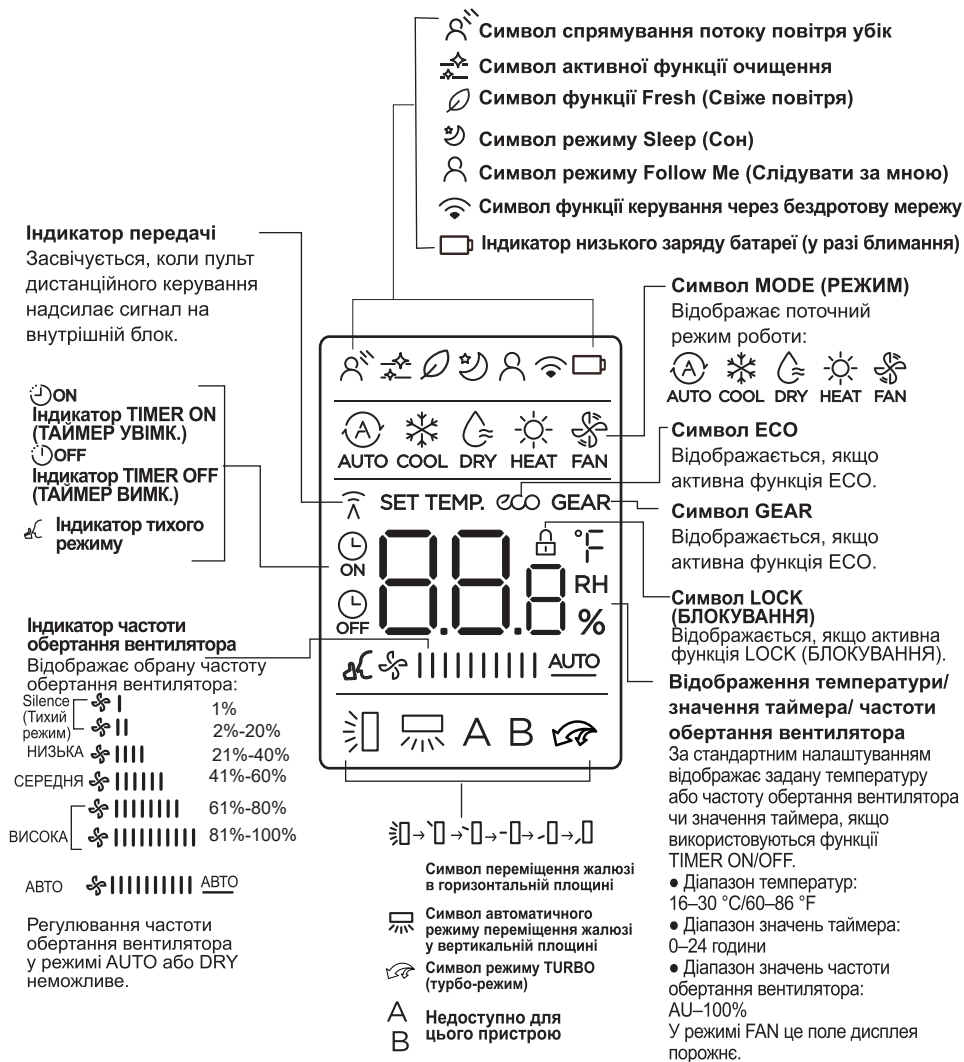 Символ спрямування потоку повітря убік
Символ активної функції очищення
Символ функції Fresh (Свіже повітря)
Символ режиму Sleep (Сон)
Символ режиму Follow Me (Слідувати за мною)
Символ функції керування через бездротову мережу
Індикатор низького заряду батареї (у разі блимання)
Індикатор передачі
Засвічується, коли пульт
дистанційного керування
надсилає сигнал на
внутрішній блок.
ON
Індикатор TIMER ON
(ТАЙМЕР УВІМК.)
OFF
Індикатор TIMER OFF
(ТАЙМЕР ВИМК.)
Індикатор тихого
режиму
Індикатор частоти
обертання вентилятора
Відображає обрану частоту
обертання вентилятора:
Silence
(Тихий
режим)
1%
2%-20%
НИЗЬКА 21%-40%
СЕРЕДНЯ 41%-60%
61%-80%
ВИСОКА 81%-100%
АВТО АВТО
Регулювання частоти
обертання вентилятора
у режимі AUTO або DRY
неможливе.
AUTO COOL DRY HEAT FAN
SET TEMP. eco GEAR
ON
88.8
°F
RH
OFF
%
AUTO
A B
Символ переміщення жалюзі
в горизонтальній площині
Символ автоматичного
режиму переміщення жалюзі
у вертикальній площині
Символ режиму TURBO
(турбо-режим)
A
B
Недоступно для
цього пристрою
Символ MODE (РЕЖИМ)
Відображає поточний
режим роботи:
A
AUTO COOL DRY HEAT FAN
Символ ECO
Відображається, якщо
активна функція ECO.
Символ GEAR
Відображається, якщо
активна функція ECO.
Символ LOCK
(БЛОКУВАННЯ)
Відображається, якщо активна
функція LOCK (БЛОКУВАННЯ).
Відображення температури/
значення таймера/ частоти
обертання вентилятора
За стандартним налаштуванням
відображає задану температуру
або частоту обертання вентилятора
чи значення таймера, якщо
використовуються функції
TIMER ON/OFF.
● Діапазон температур:
16–30 °C/60–86 °F
● Діапазон значень таймера:
0–24 години
● Діапазон значень частоти
обертання вентилятора:
AU–100%
У режимі FAN це поле дисплея
порожнє.